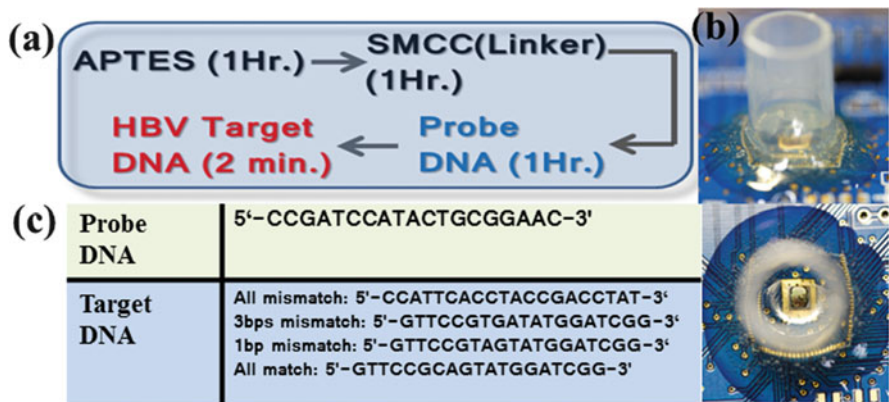 (a)
APTES (1Hr.)
SMCC(Linker)
(1Hr.)
HBV Target
DNA (2 min.)
Probe
DNA (1Hr.)
(b)
(c)
Probe
DNA
5‘-CCGATCCATACTGCGGAAC-3'
Target
DNA
All mismatch: 5'-CCATTCACCTACCGACCTAT-3‘
3bps mismatch: 5'-GTTCCGTGATATGGATCGG-3‘
1bp mismatch: 5'-GTTCCGTAGTATGGATCGG-3‘
All match: 5'-GTTCCGCAGTATGGATCGG-3'